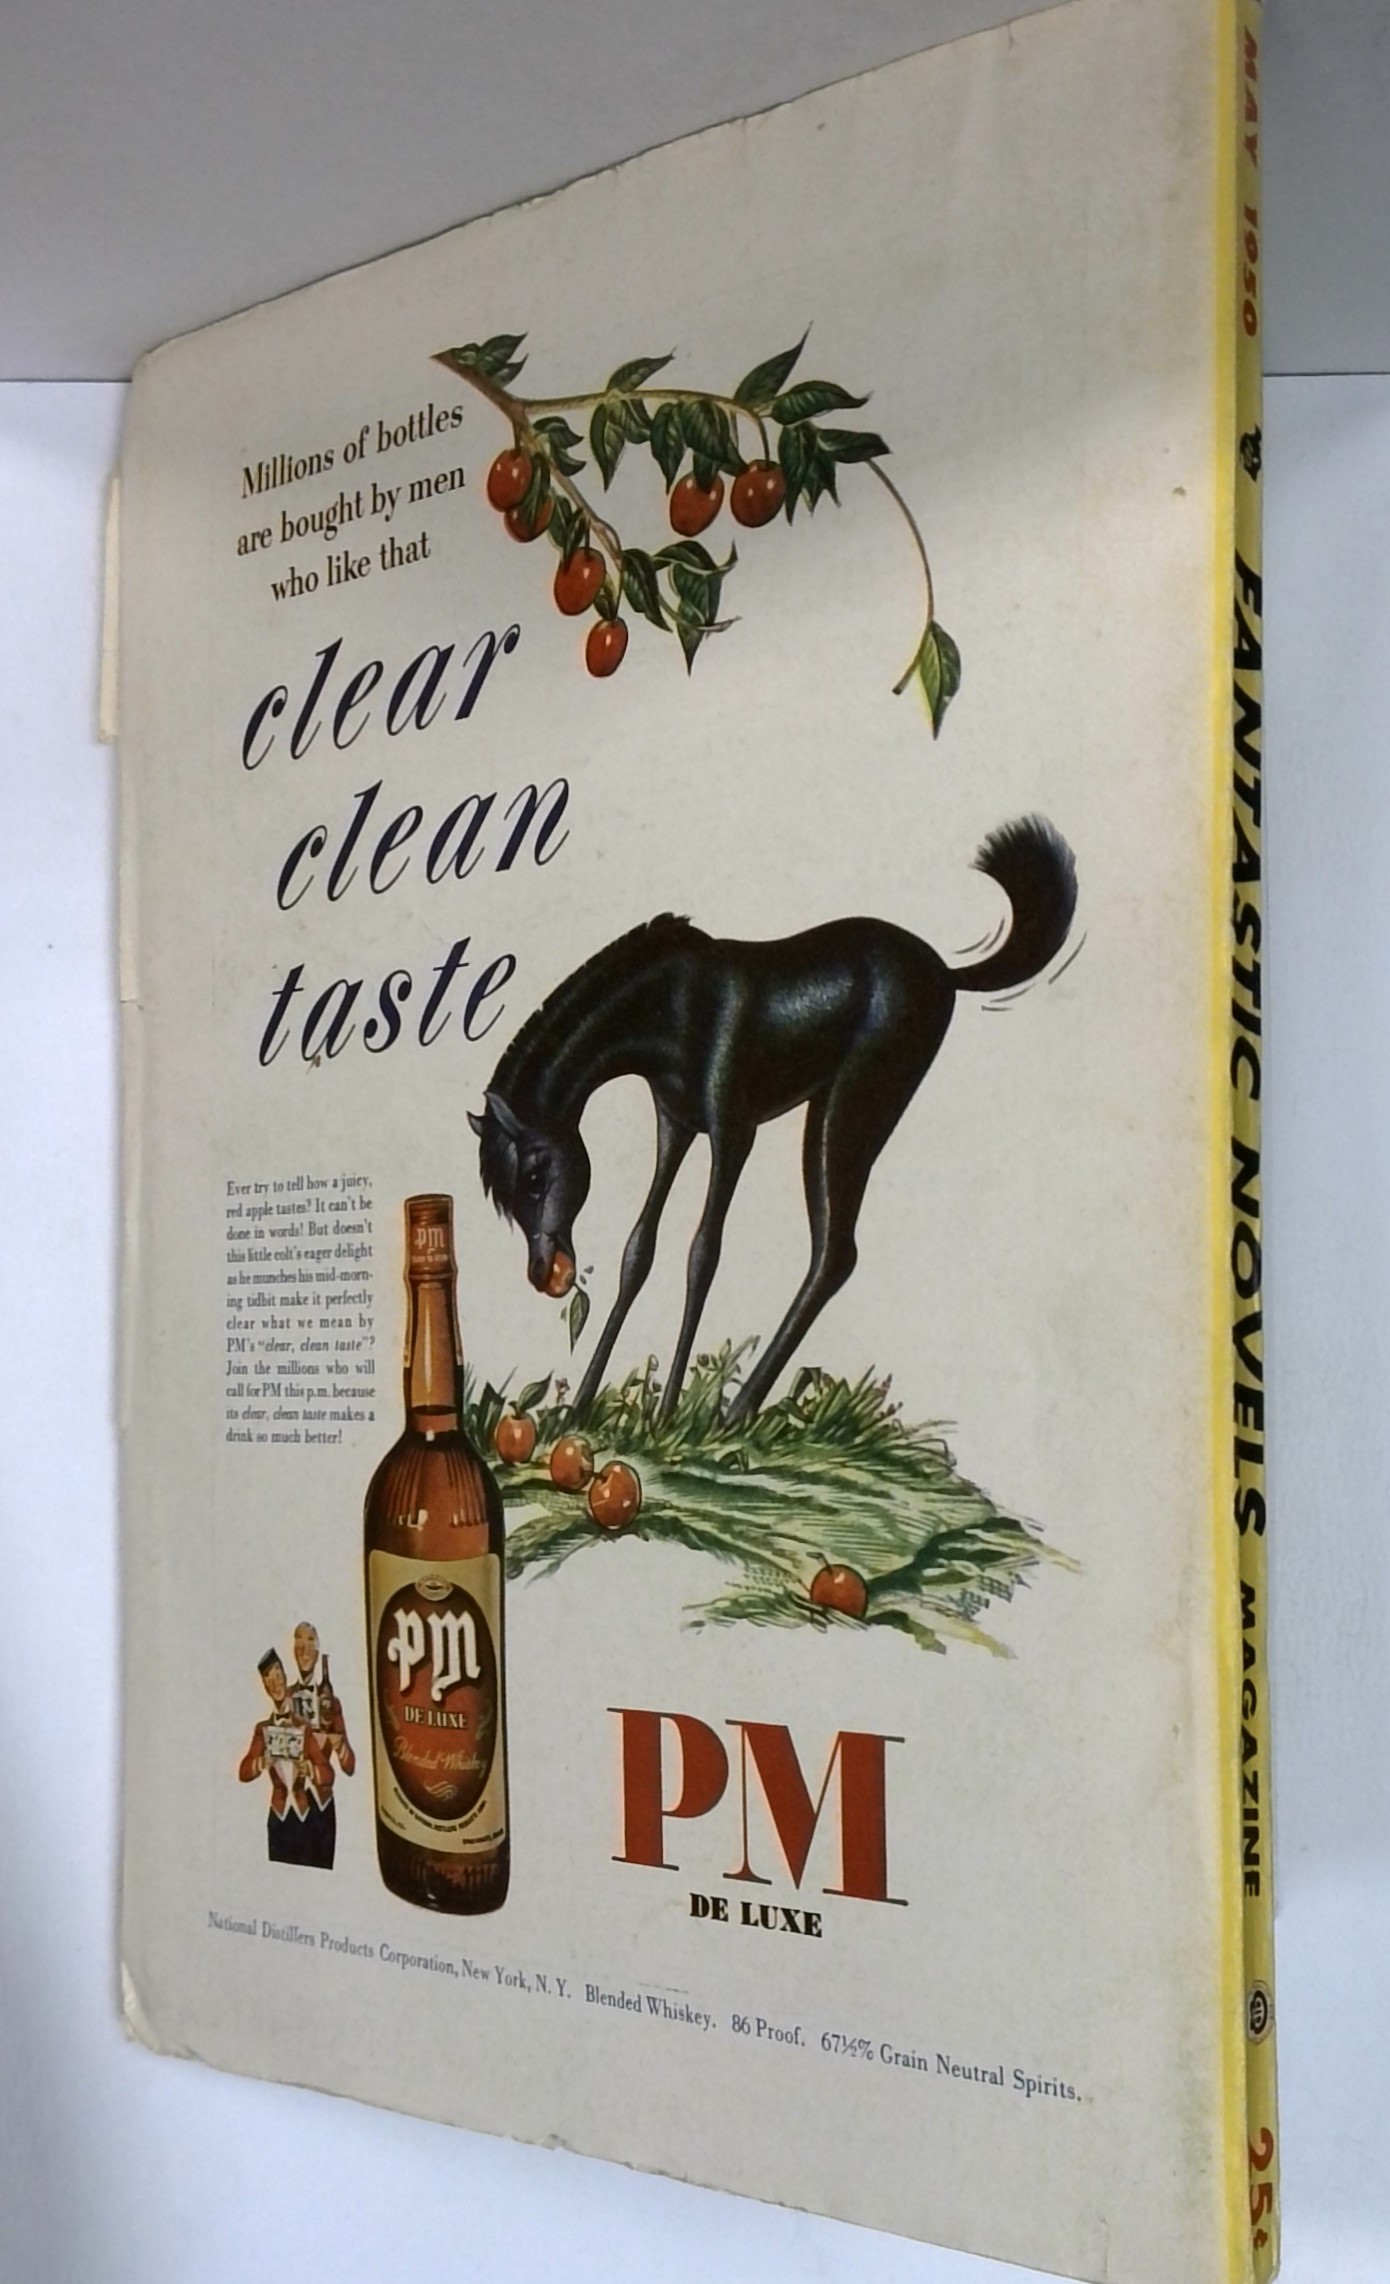 Millions of bottles
are bought by men
who like that
clear
clean
taste
Ever try to tell how a juicy,
red apple tastes? It can't be
done in words! But doesn't
this little colt's eager delight
as he munches his mid-morn-
ing tidbit make it perfectly
clear what we mean by
PM's "clear, clean taste"?
Join the millions who will
call for PM this p.m. because
its clear, clean taste makes a
drink so much better!
pm
pm
DE LUXE
Blended Whiskey
PM
DE LUXE
National Distillers Products Corporation, New York, N. Y. Blended Whiskey. 86 Proof. 67½% Grain Neutral Spirits.
MAY 1950 FANTASTIC NOVELS MAGAZINE 25¢